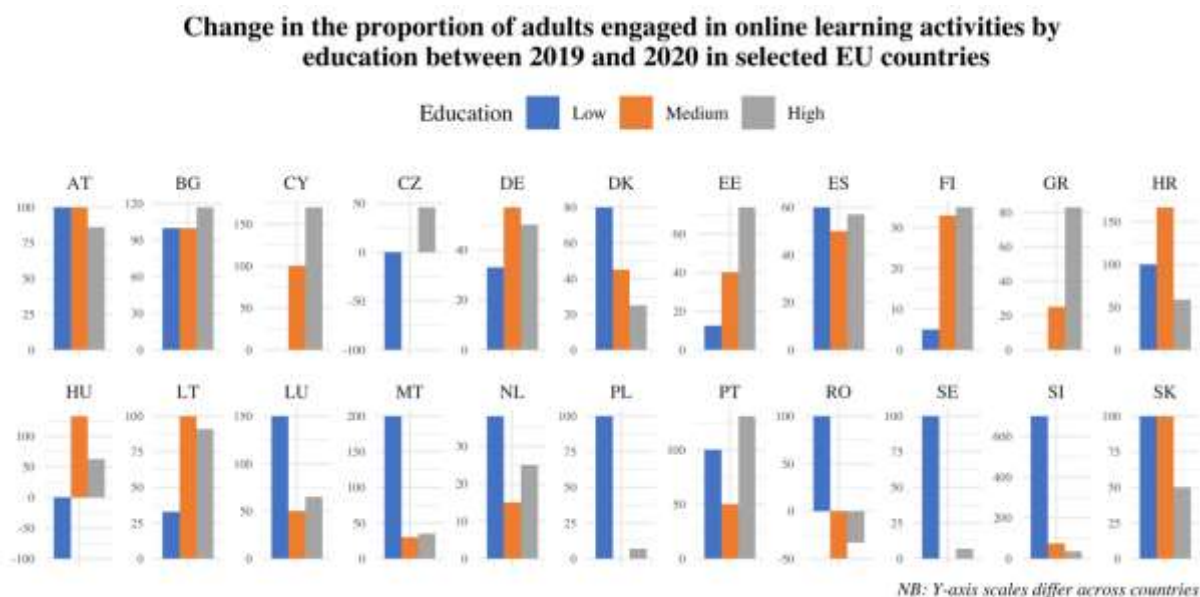 Change in the proportion of adults engaged in online learning activities by
education between 2019 and 2020 in selected EU countries
Education Low Medium High
AT BG CY CZ DE DK EE ES FI GR HR
100 75 50 25 0
120 90 60 30 0
150 100 50 0
50 0 -50 -100
40 20 0
80 60 40 20 0
60 40 20 0
60 40 20 0
30 20 10 0
80 60 40 20 0
150 100 50 0
HU LT LU MT NL PL PT RO SE SI SK
100 50 0 -50 -100
100 75 50 25 0
150 100 50 0
200 150 100 50 0
30 20 10 0
100 75 50 25 0
100 50 0
100 50 0 -50
100 75 50 25 0
600 400 200 0
100 75 50 25 0
NB: Y-axis scales differ across countries